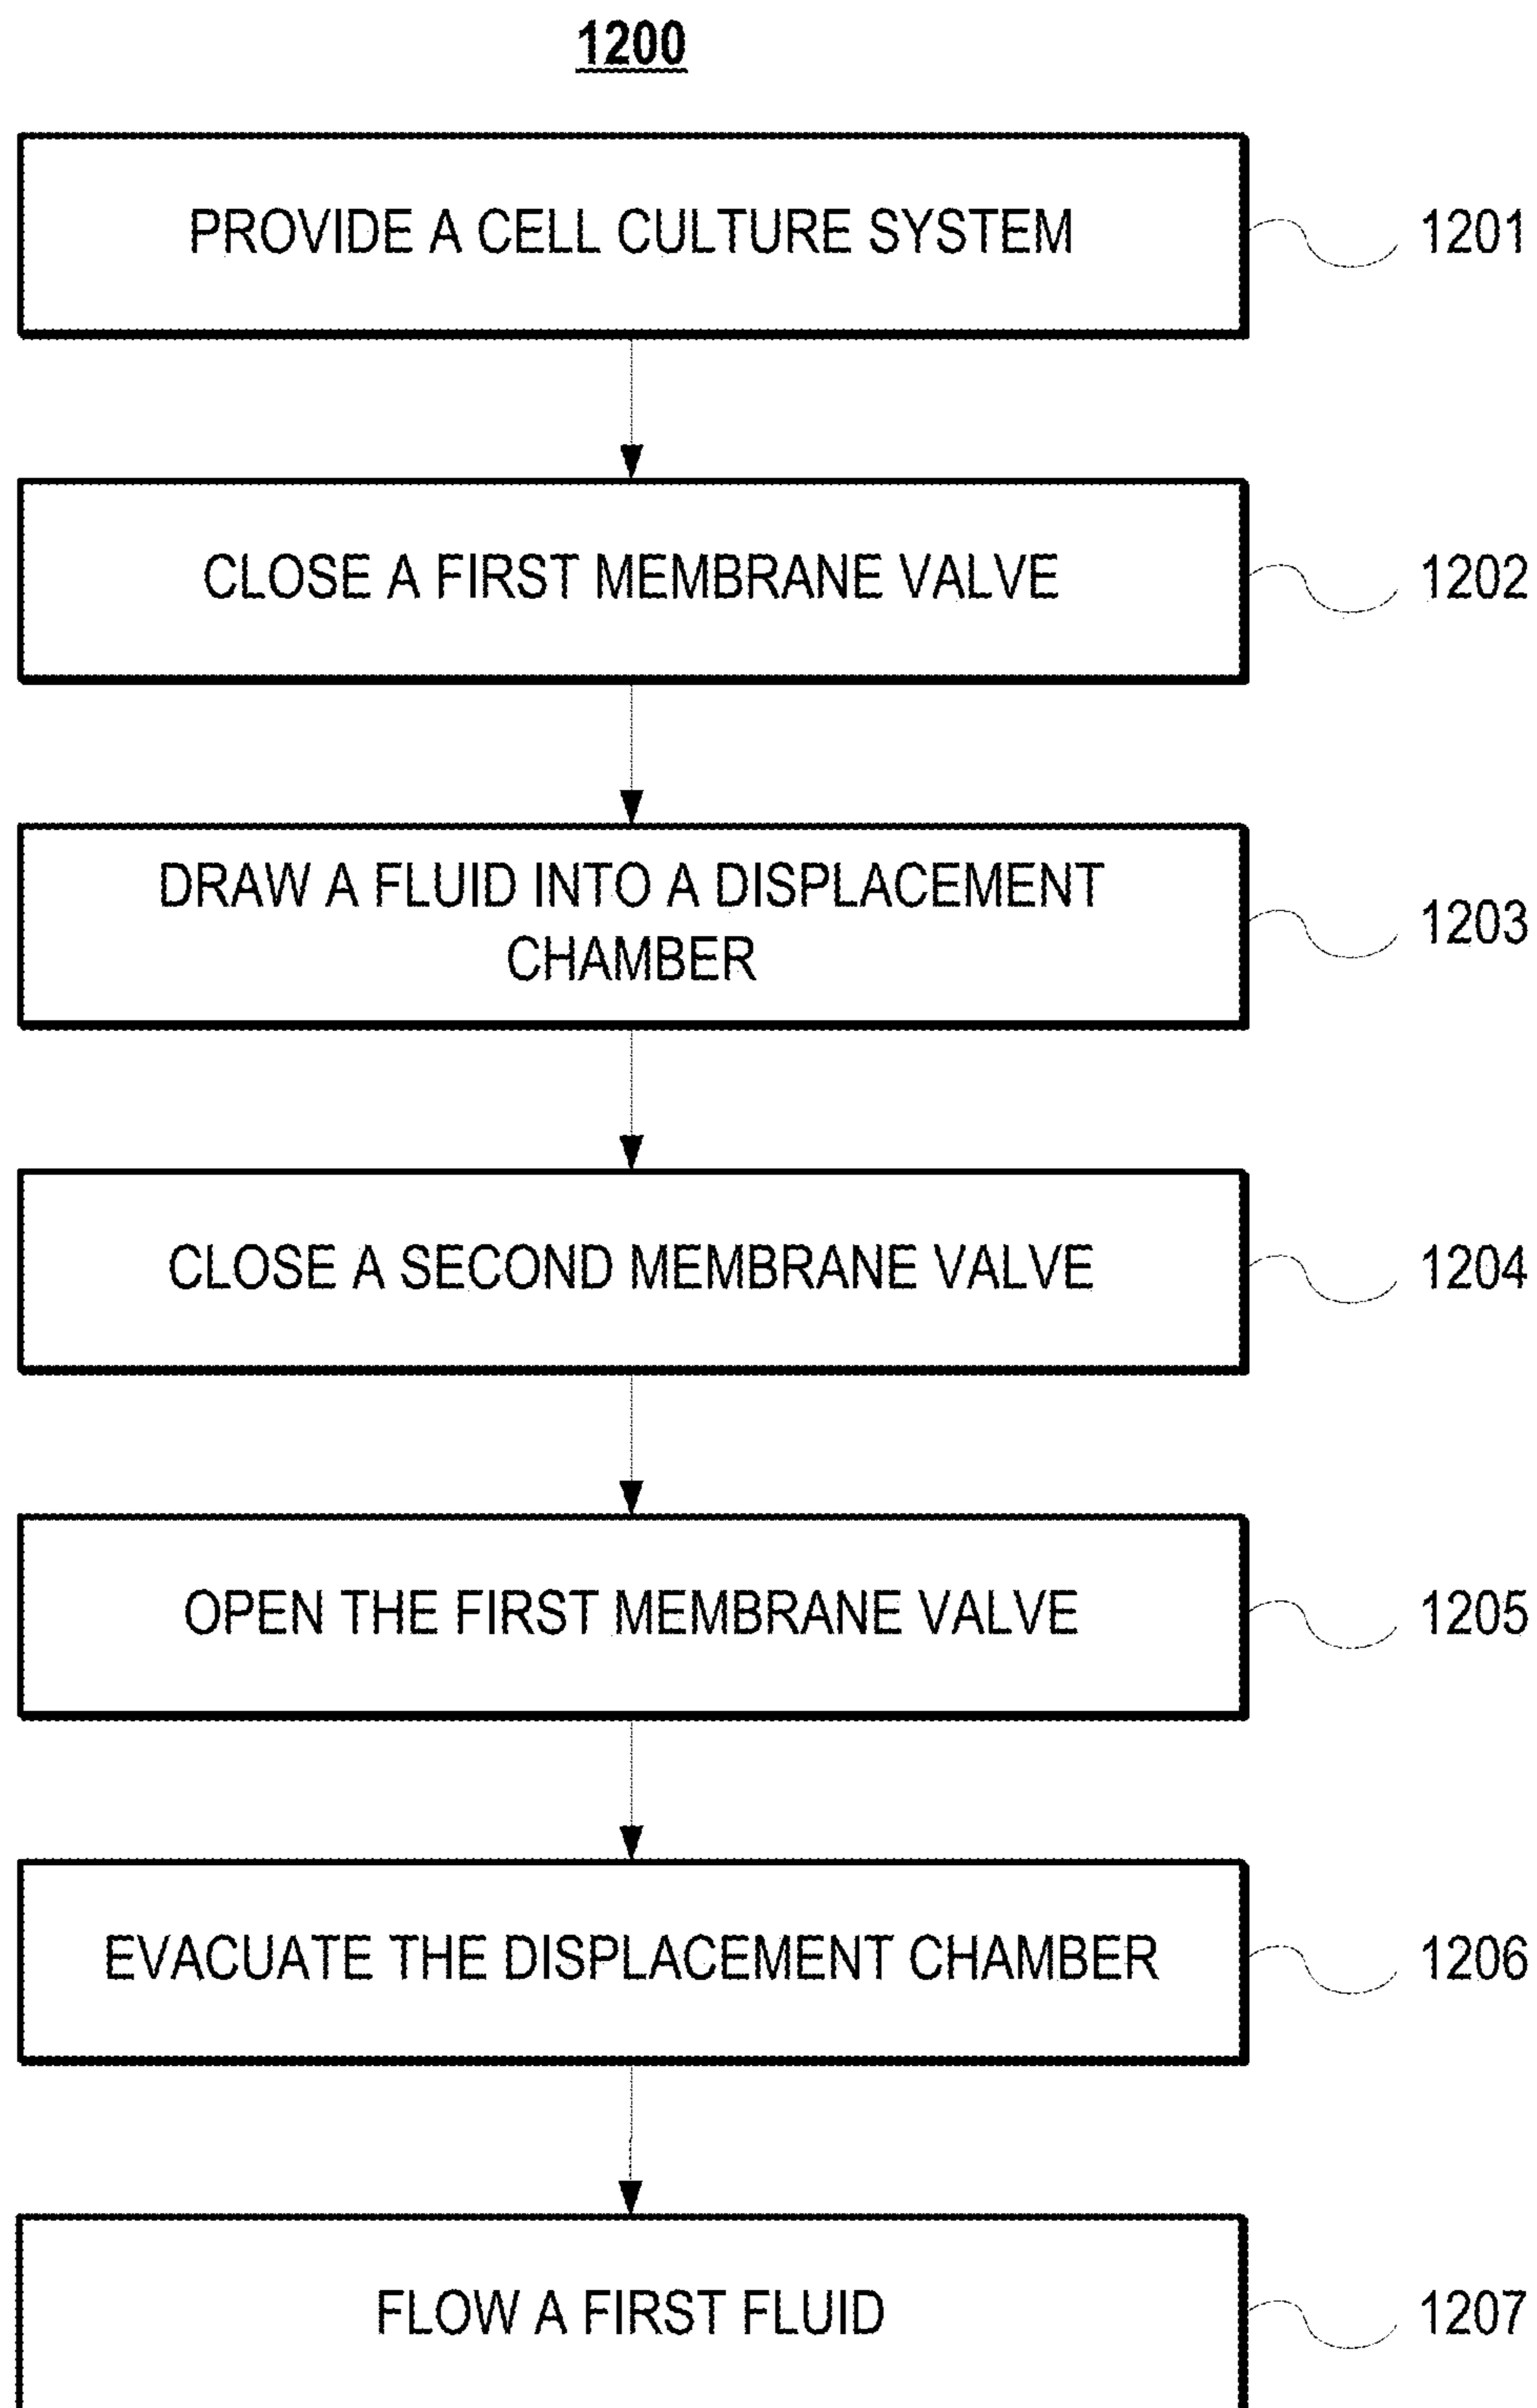 1200
PROVIDE A CELL CULTURE SYSTEM
1201
CLOSE A FIRST MEMBRANE VALVE
1202
DRAW A FLUID INTO A DISPLACEMENT
CHAMBER
1203
CLOSE A SECOND MEMBRANE VALVE
1204
OPEN THE FIRST MEMBRANE VALVE
1205
EVACUATE THE DISPLACEMENT CHAMBER
1206
FLOW A FIRST FLUID
1207